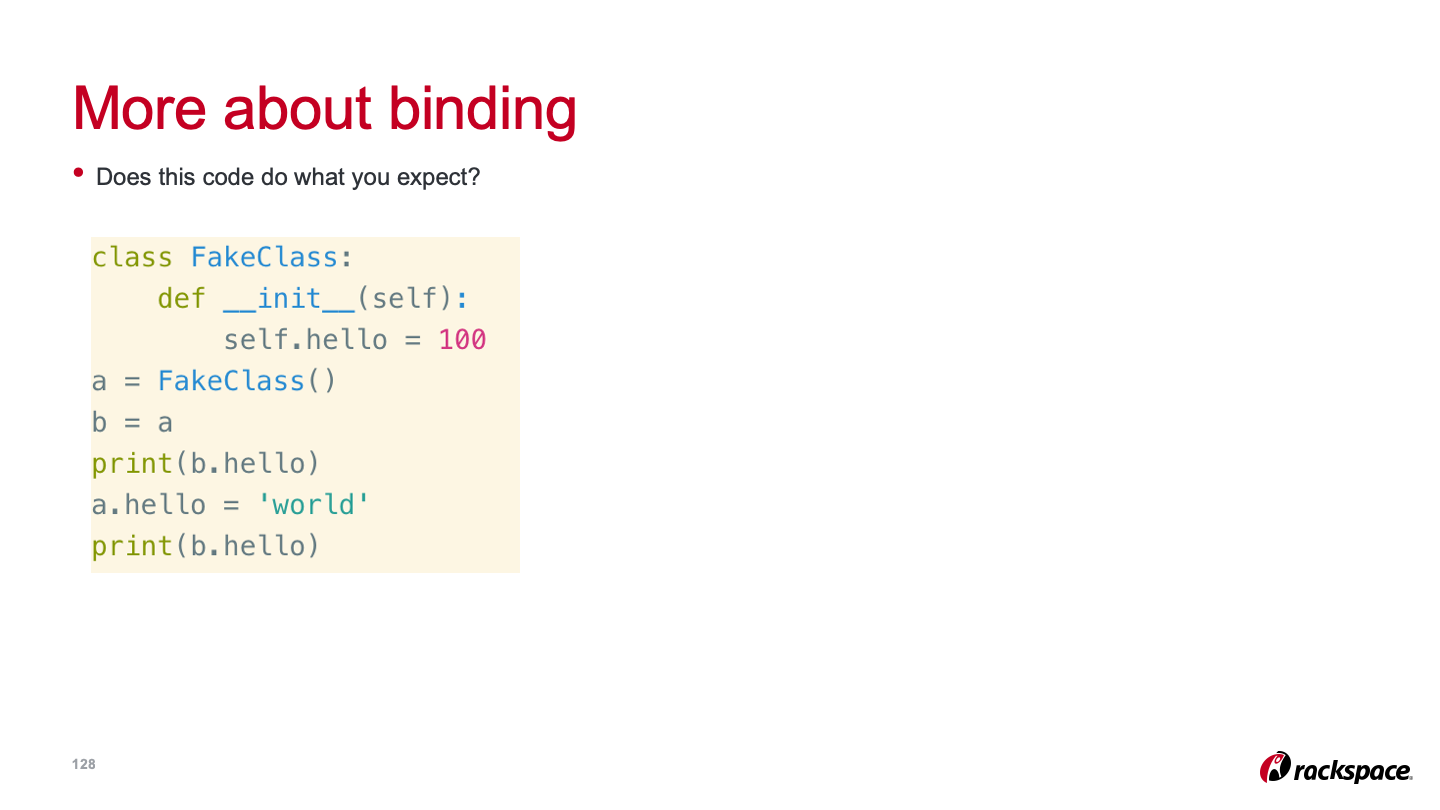 More about binding
• Does this code do what you expect?
class FakeClass:
    def __init__(self):
        self.hello = 100
a = FakeClass()
b = a
print(b.hello)
a.hello = 'world'
print(b.hello)
128
rackspace.